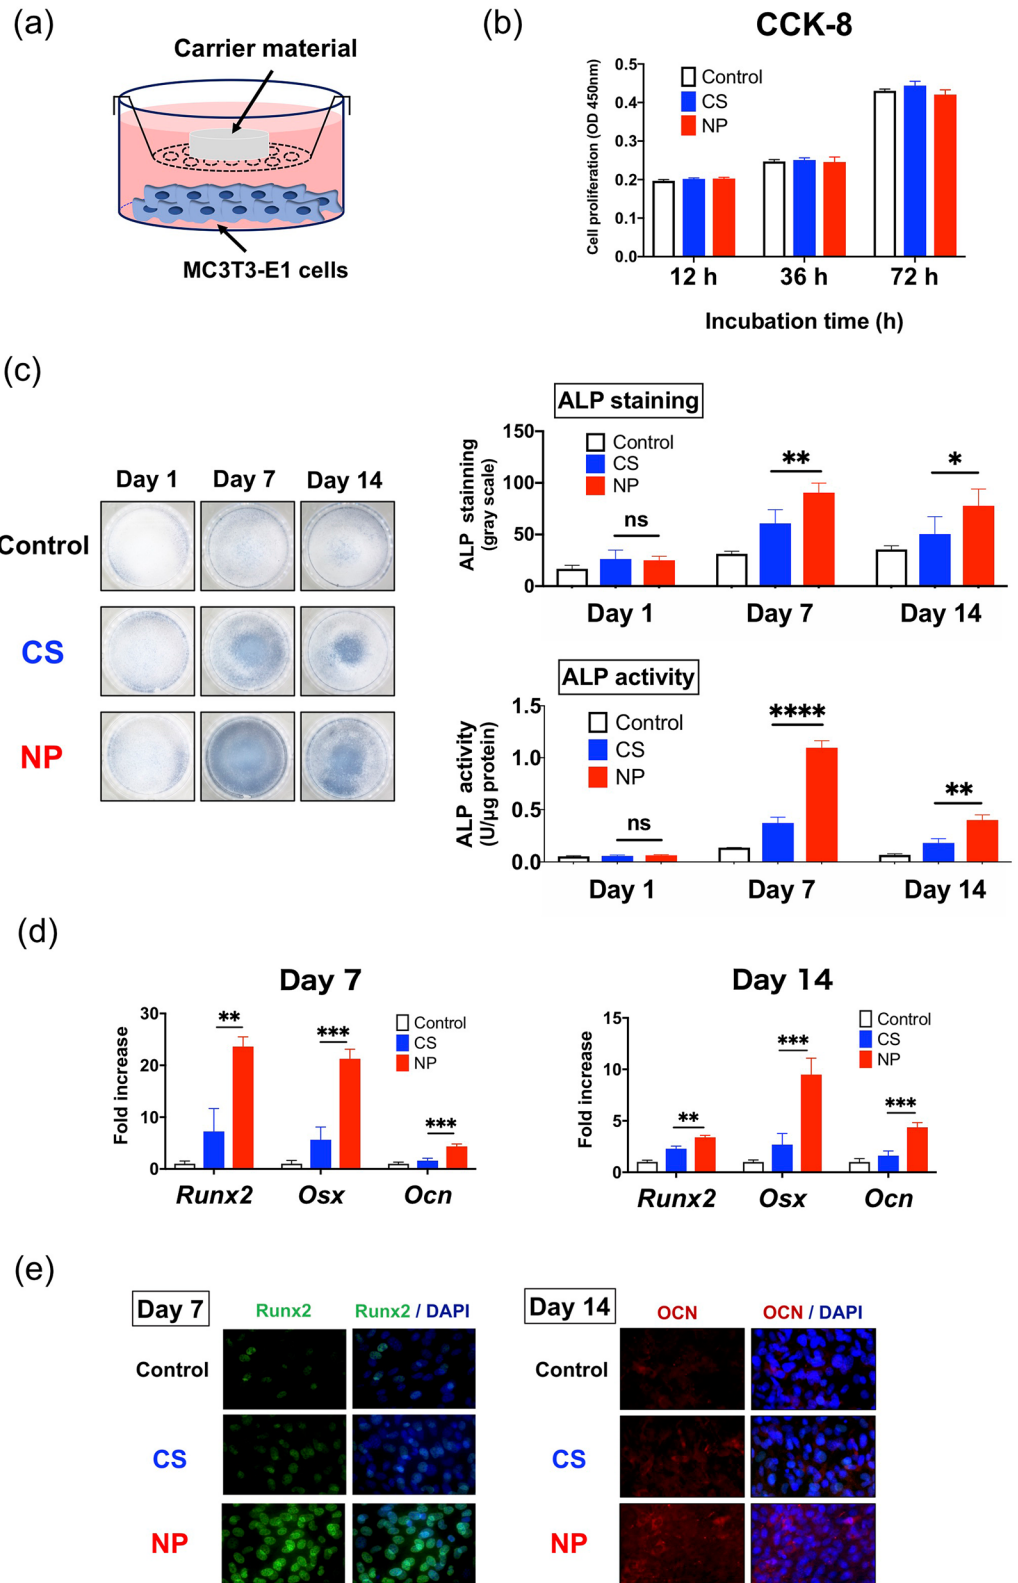 (a)
Carrier material
MC3T3-E1 cells
(b)
CCK-8
Cell proliferation (OD 450nm)
0.5
0.4
0.3
0.2
0.1
0.0
Control
CS
NP
12 h 36 h 72 h
Incubation time (h)
(c)
Day 1 Day 7 Day 14
Control
CS
NP
ALP staining
ALP stainning
(gray scale)
150
100
50
0
Control
CS
NP
ns
**
*
Day 1 Day 7 Day 14
ALP activity
ALP activity
(U/μg protein)
1.5
1.0
0.5
0.0
Control
CS
NP
ns
****
**
Day 1 Day 7 Day 14
(d)
Day 7
Fold increase
30
20
10
0
Control
CS
NP
**
***
***
Runx2 Osx Ocn
Day 14
Fold increase
15
10
5
0
Control
CS
NP
**
***
***
Runx2 Osx Ocn
(e)
Day 7
Runx2 Runx2 / DAPI
Control
CS
NP
Day 14
OCN OCN / DAPI
Control
CS
NP